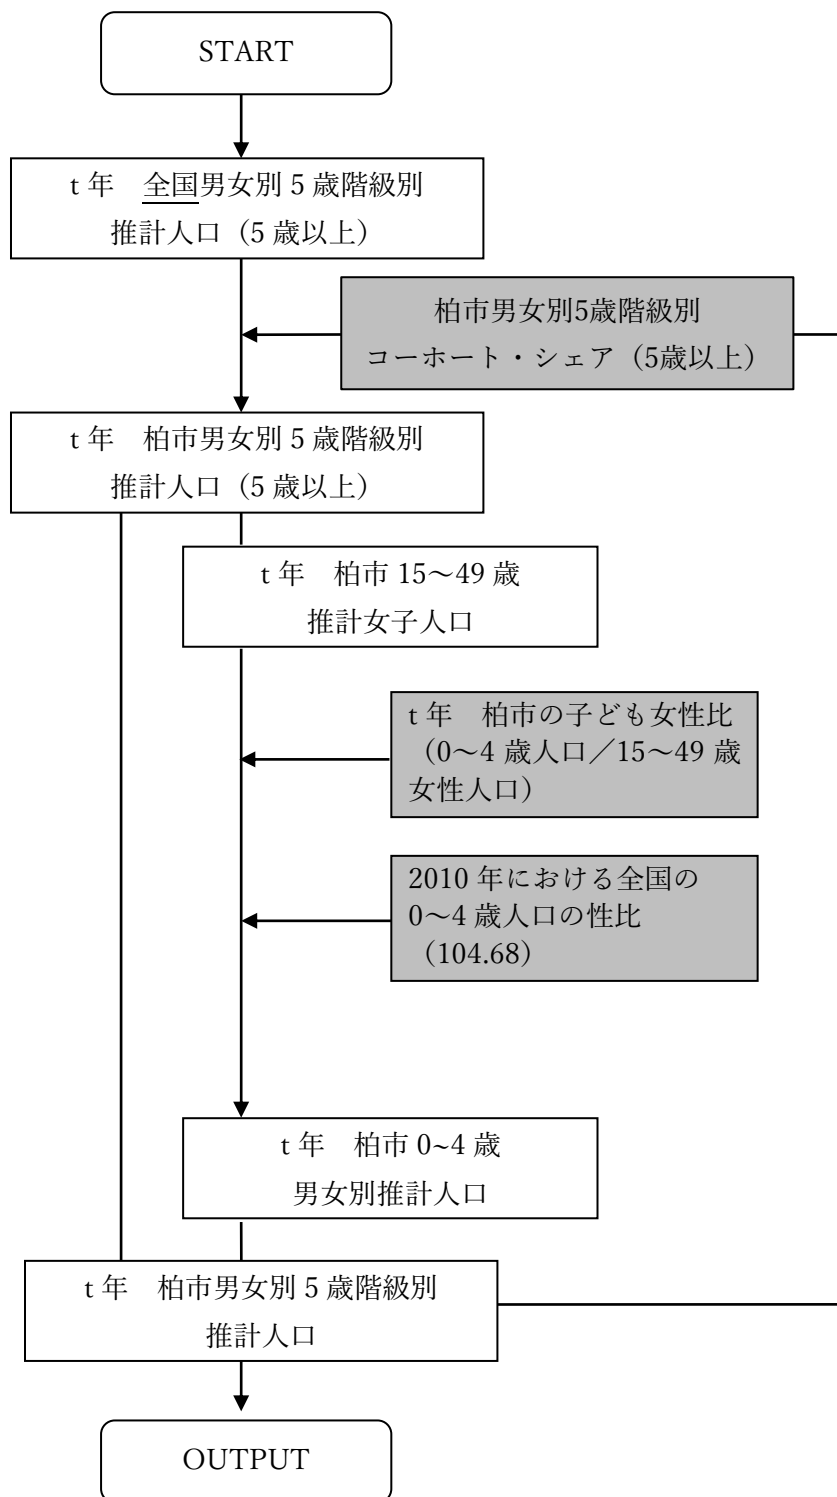 START
t 年　全国男女別 5 歳階級別
推計人口（5 歳以上）
柏市男女別5歳階級別
コーホート・シェア（5歳以上）
t 年　柏市男女別 5 歳階級別
推計人口（5 歳以上）
t 年　柏市 15～49 歳
推計女子人口
t 年　柏市の子ども女性比
（0～4 歳人口／15～49 歳
女性人口）
2010 年における全国の
0～4 歳人口の性比
（104.68）
t 年　柏市 0~4 歳
男女別推計人口
t 年　柏市男女別 5 歳階級別
推計人口
OUTPUT